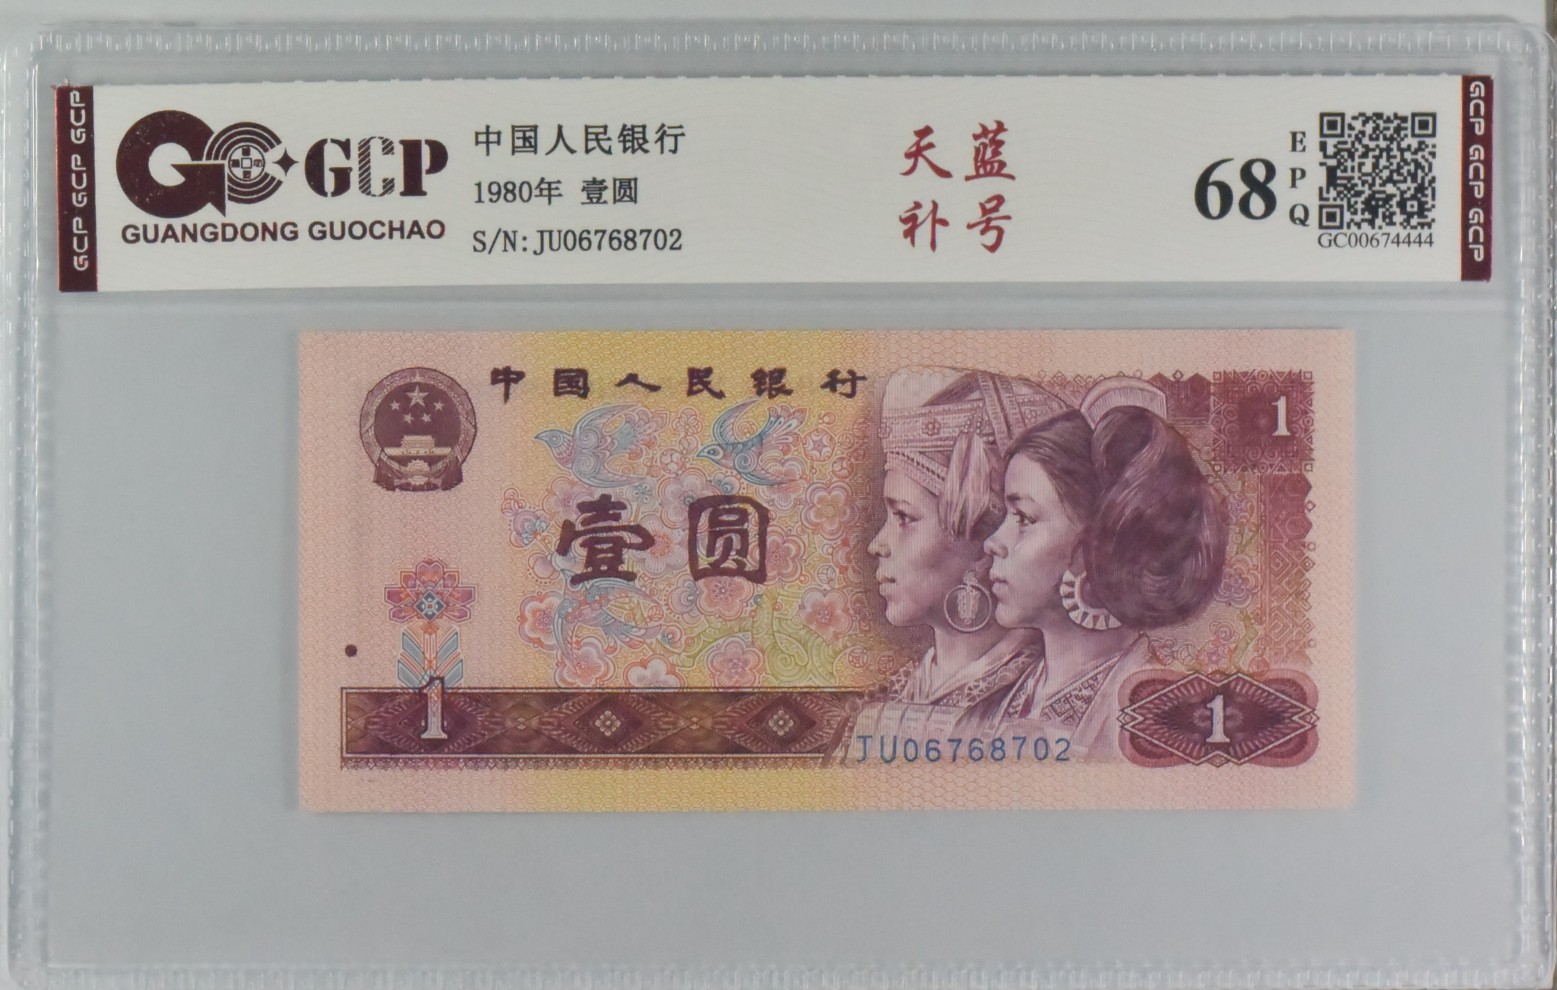 GCP GCP GCP
GCP
GUANGDONG GUOCHAO
中国人民银行
1980年 壹圆
S/N:JU06768702
天蓝
补号
68
EPQ
GC00674444
GCP GCP GCP
中国人民银行
1
壹圆
1
1
JU06768702